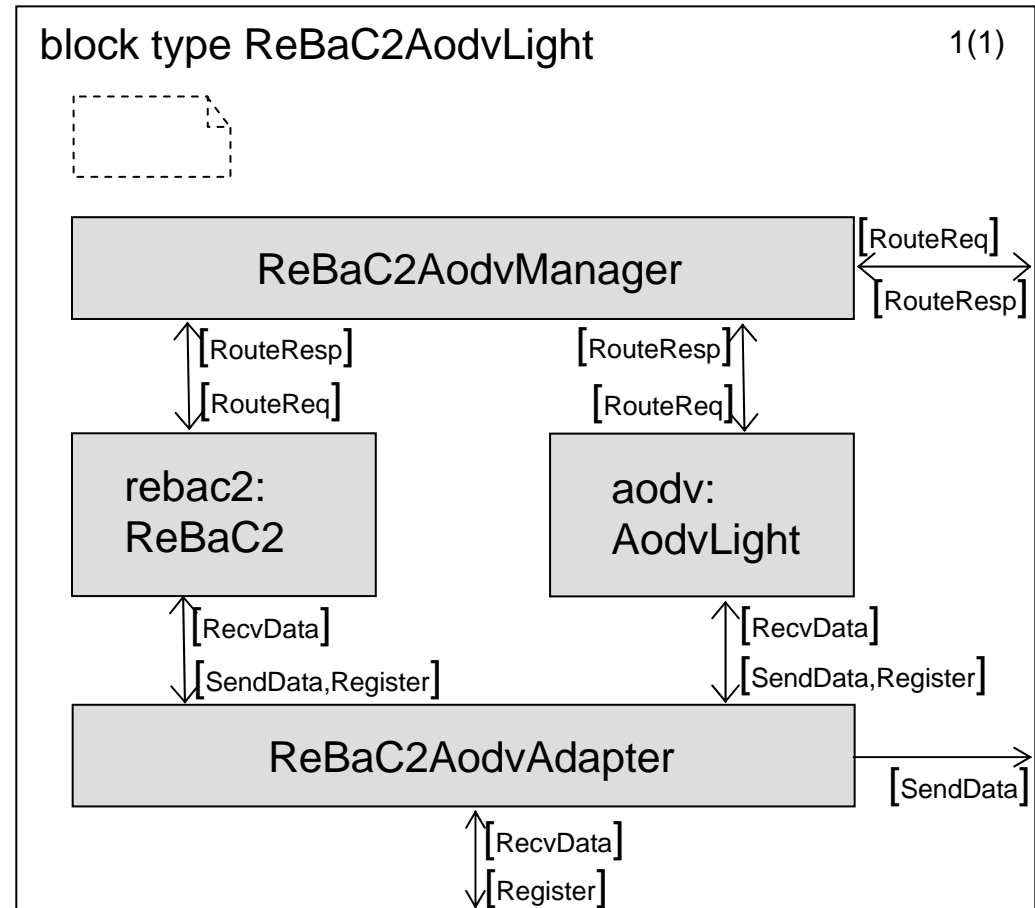 block type ReBaC2AodvLight 1(1)
ReBaC2AodvManager
[RouteReq]
[RouteResp]
[RouteResp] [RouteResp]
[RouteReq] [RouteReq]
rebac2:
ReBaC2
aodv:
AodvLight
[RecvData] [RecvData]
[SendData,Register] [SendData,Register]
ReBaC2AodvAdapter
[SendData]
[RecvData]
[Register]